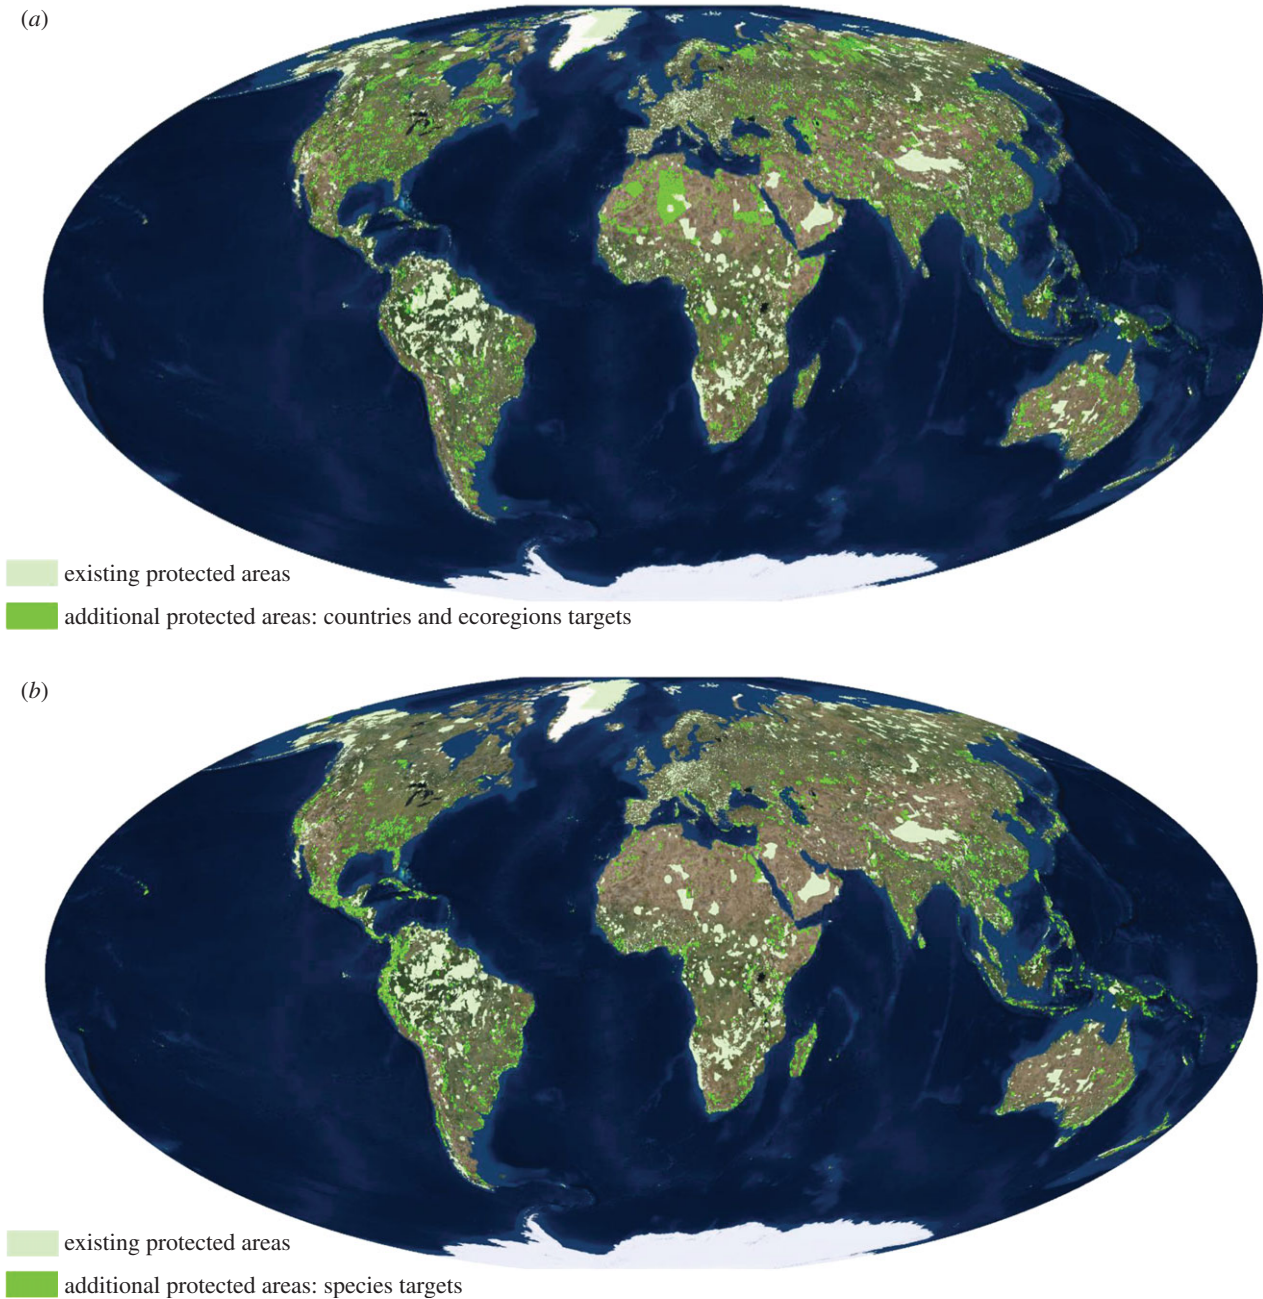 (a)
existing protected areas
additional protected areas: countries and ecoregions targets
(b)
existing protected areas
additional protected areas: species targets